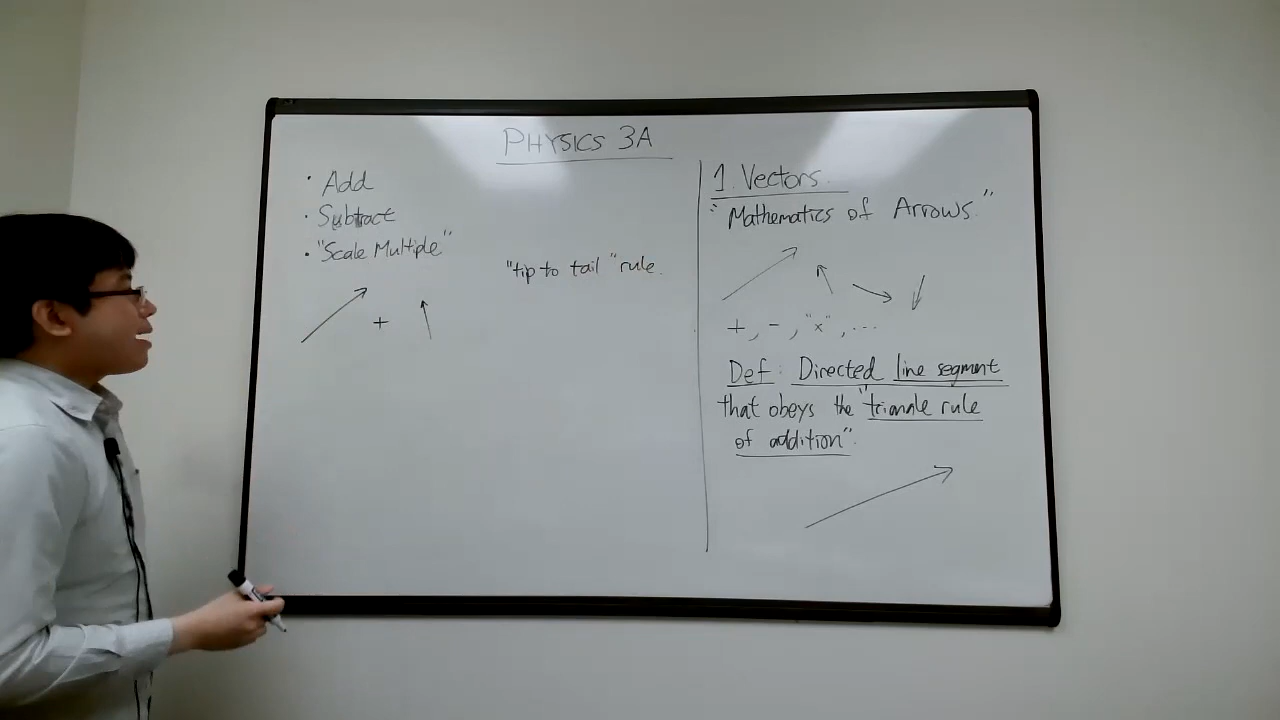 PHYSICS 3A
• Add
• Subtract
• "Scale Multiple"
"tip to tail" rule.
+
1. Vectors.
"Mathematics of Arrows."
+, -, "x", ...
Def: Directed line segment
that obeys the "triangle rule
of addition".